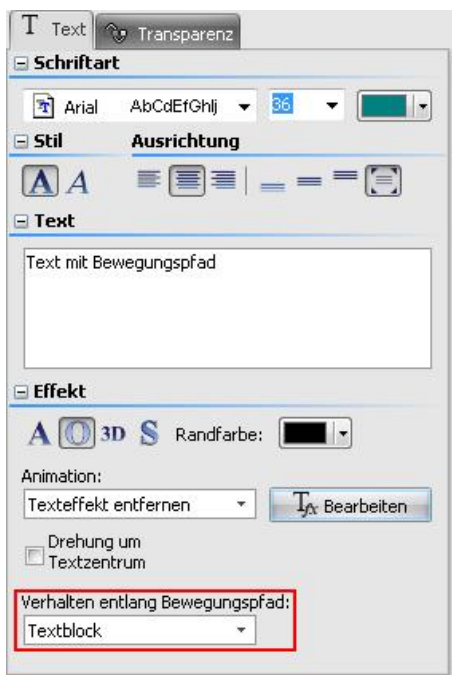 T Text Transparenz
Schriftart
Arial AbCdEfGhIj 36
Stil Ausrichtung
A A
Text
Text mit Bewegungspfad
Effekt
A O 3D S Randfarbe:
Animation:
Texteffekt entfernen Tfx Bearbeiten
Drehung um
Textzentrum
Verhalten entlang Bewegungspfad:
Textblock